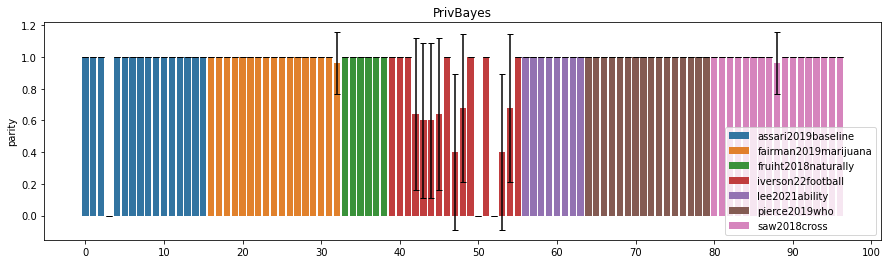 PrivBayes
parity
1.2
1.0
0.8
0.6
0.4
0.2
0.0
0 10 20 30 40 50 60 70 80 90 100
assari2019baseline
fairman2019marijuana
fruiht2018naturally
iverson22football
lee2021ability
pierce2019who
saw2018cross